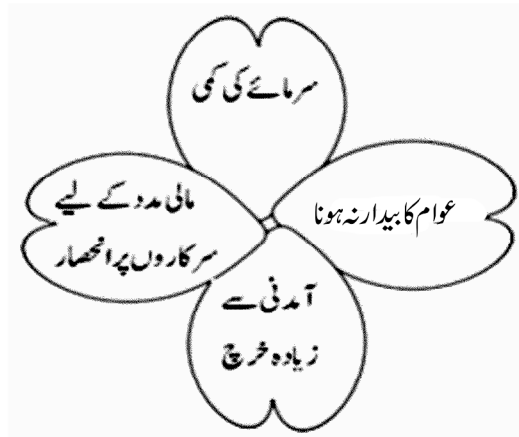 سرمائے کی کمی
عوام کا بیدار نہ ہونا
مالی مدد کے لیے
سرکاروں پر انحصار
آمدنی سے
زیادہ خرچ